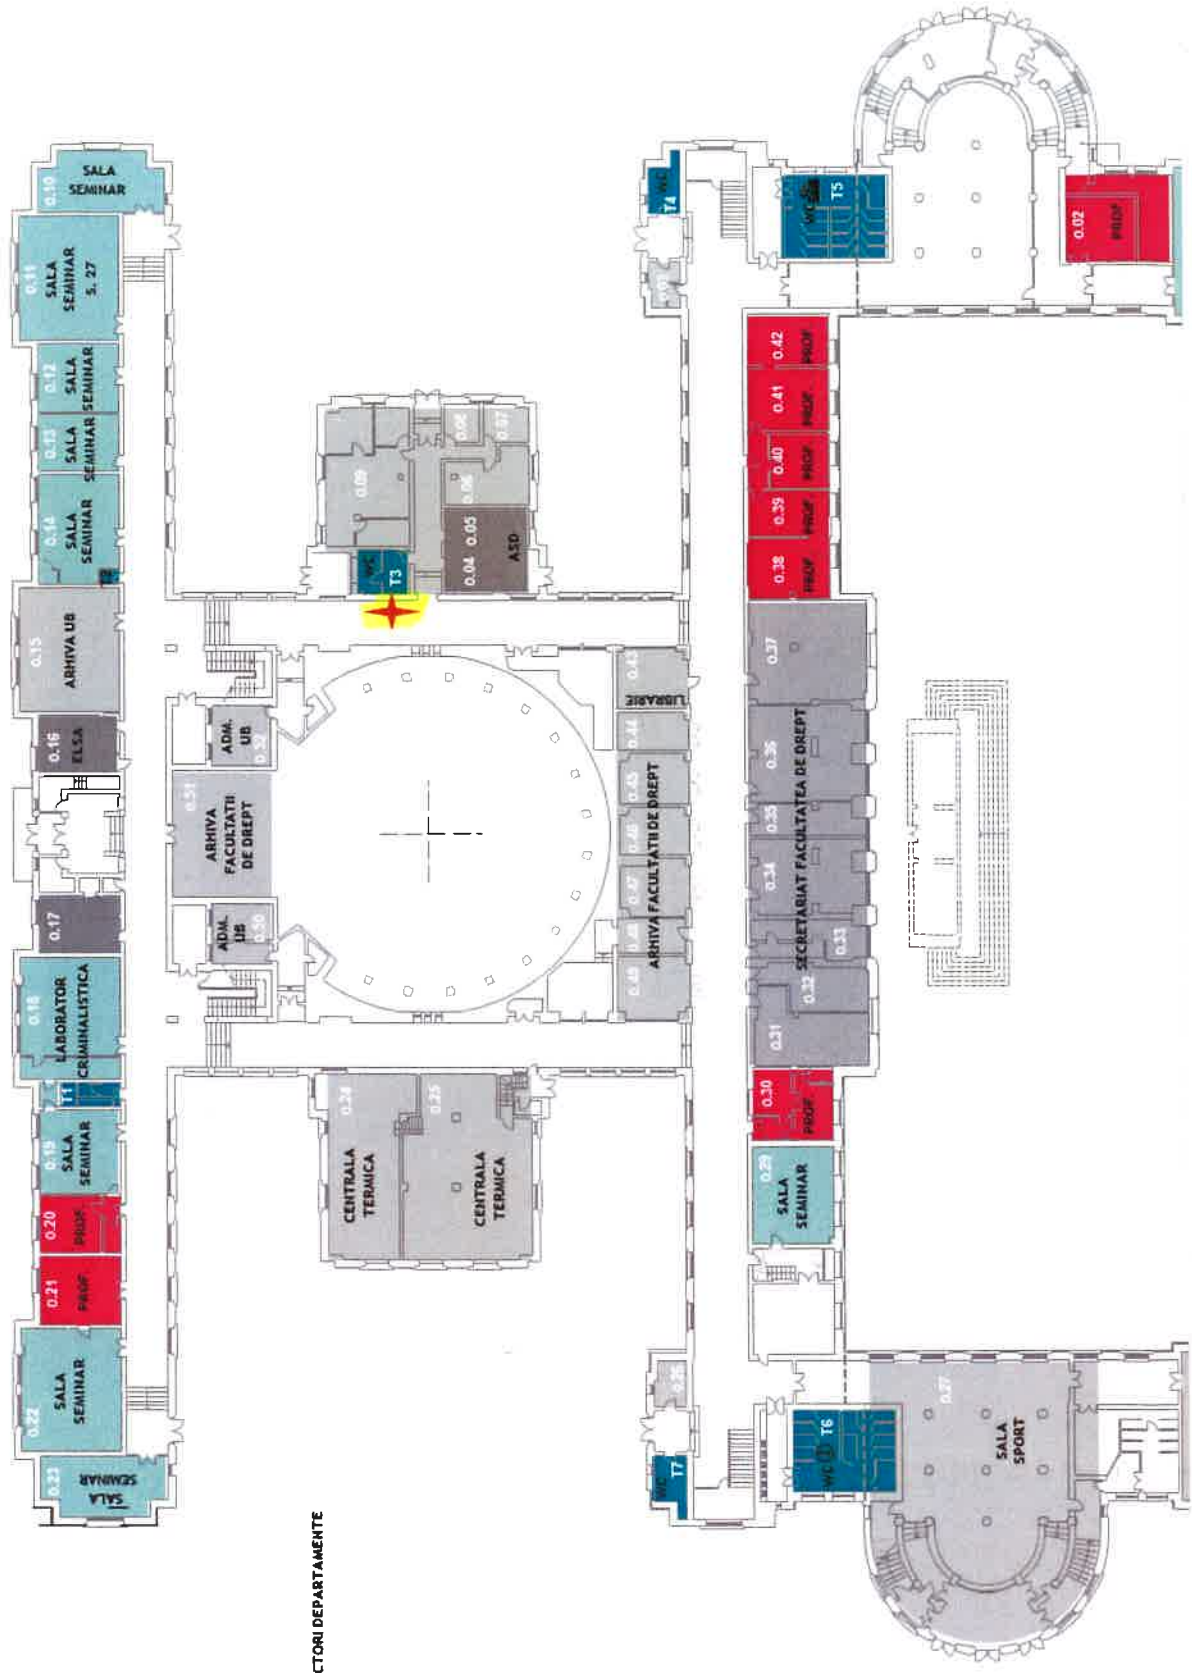 0.10
SALA
SEMINAR
0.11
SALA
SEMINAR
S. 27
0.12
SALA
SEMINAR
0.13
SALA
SEMINAR
0.14
SALA
SEMINAR
0.15
ARHIVA UB
0.16
ELSA
0.17
0.18
LABORATOR
CRIMINALISTICA
T1
0.19
SALA
SEMINAR
0.20
PROF.
0.21
PROF.
0.22
SALA
SEMINAR
0.23
SALA
SEMINAR
0.09
0.08
0.07
0.06
0.04 0.05
ASD
WC
T3
ADM.
UB
0.52
0.51
ARHIVA
FACULTATII
DE DREPT
ADM.
UB
0.50
0.43
LIBRARIE
0.44
0.45
0.46
0.47
0.48
0.49
ARHIVA FACULTATII DE DREPT
0.24
CENTRALA
TERMICA
0.25
CENTRALA
TERMICA
WC
T4
WC
T5
0.02
PROF
0.42
PROF.
0.41
PROF.
0.40
PROF.
0.39
PROF.
0.38
PROF.
0.37
0.36
0.35
0.34
0.33
0.32
0.31
SECRETARIAT FACULTATEA DE DREPT
0.30
PROF.
0.29
SALA
SEMINAR
WC
T7
WC
T6
0.27
SALA
SPORT
CTORI DEPARTAMENTE